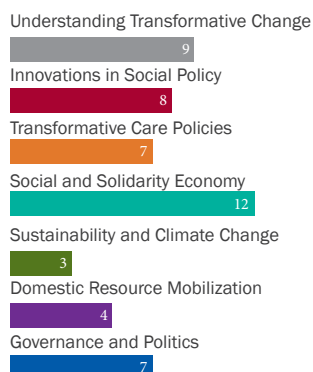 Understanding Transformative Change
9
Innovations in Social Policy
8
Transformative Care Policies
7
Social and Solidarity Economy
12
Sustainability and Climate Change
3
Domestic Resource Mobilization
4
Governance and Politics
7